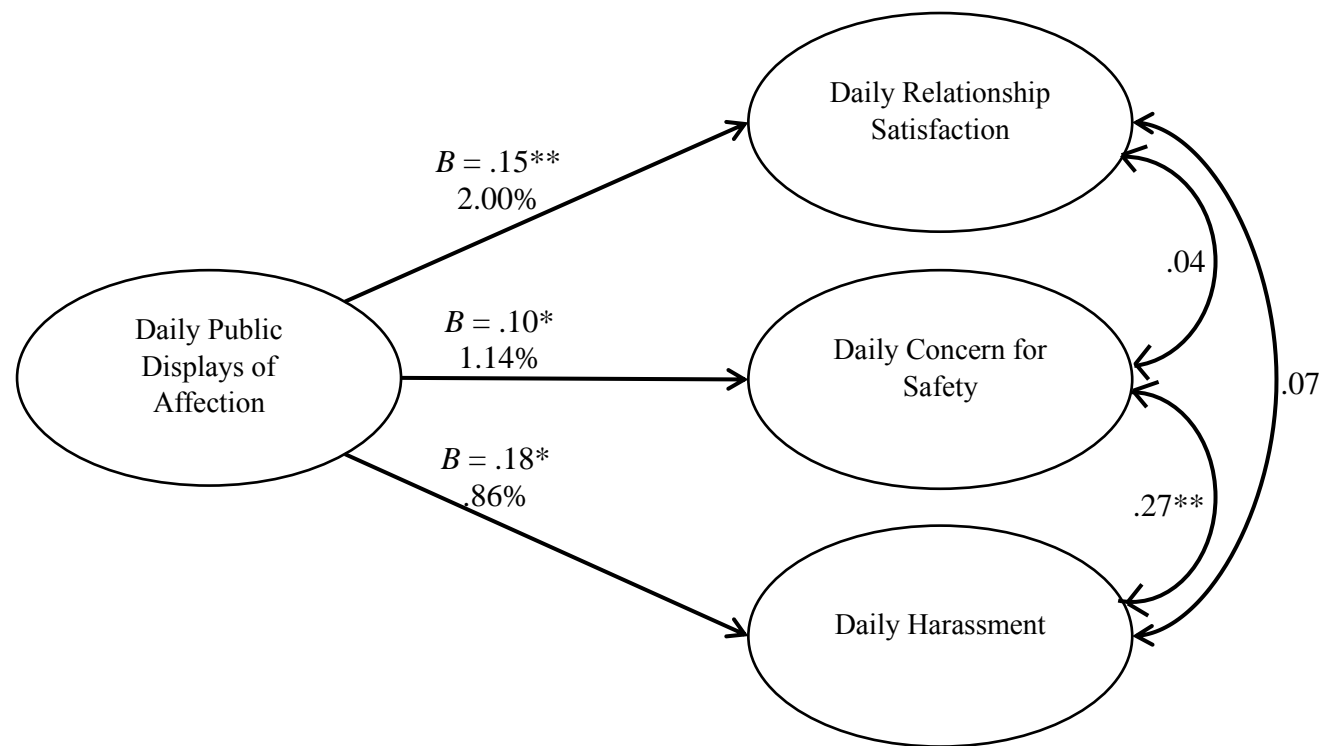 Daily Relationship
Satisfaction
B = .15**
2.00%
.04
Daily Public
Displays of
Affection
B = .10*
1.14%
Daily Concern for
Safety
.07
B = .18*
.86%
.27**
Daily Harassment